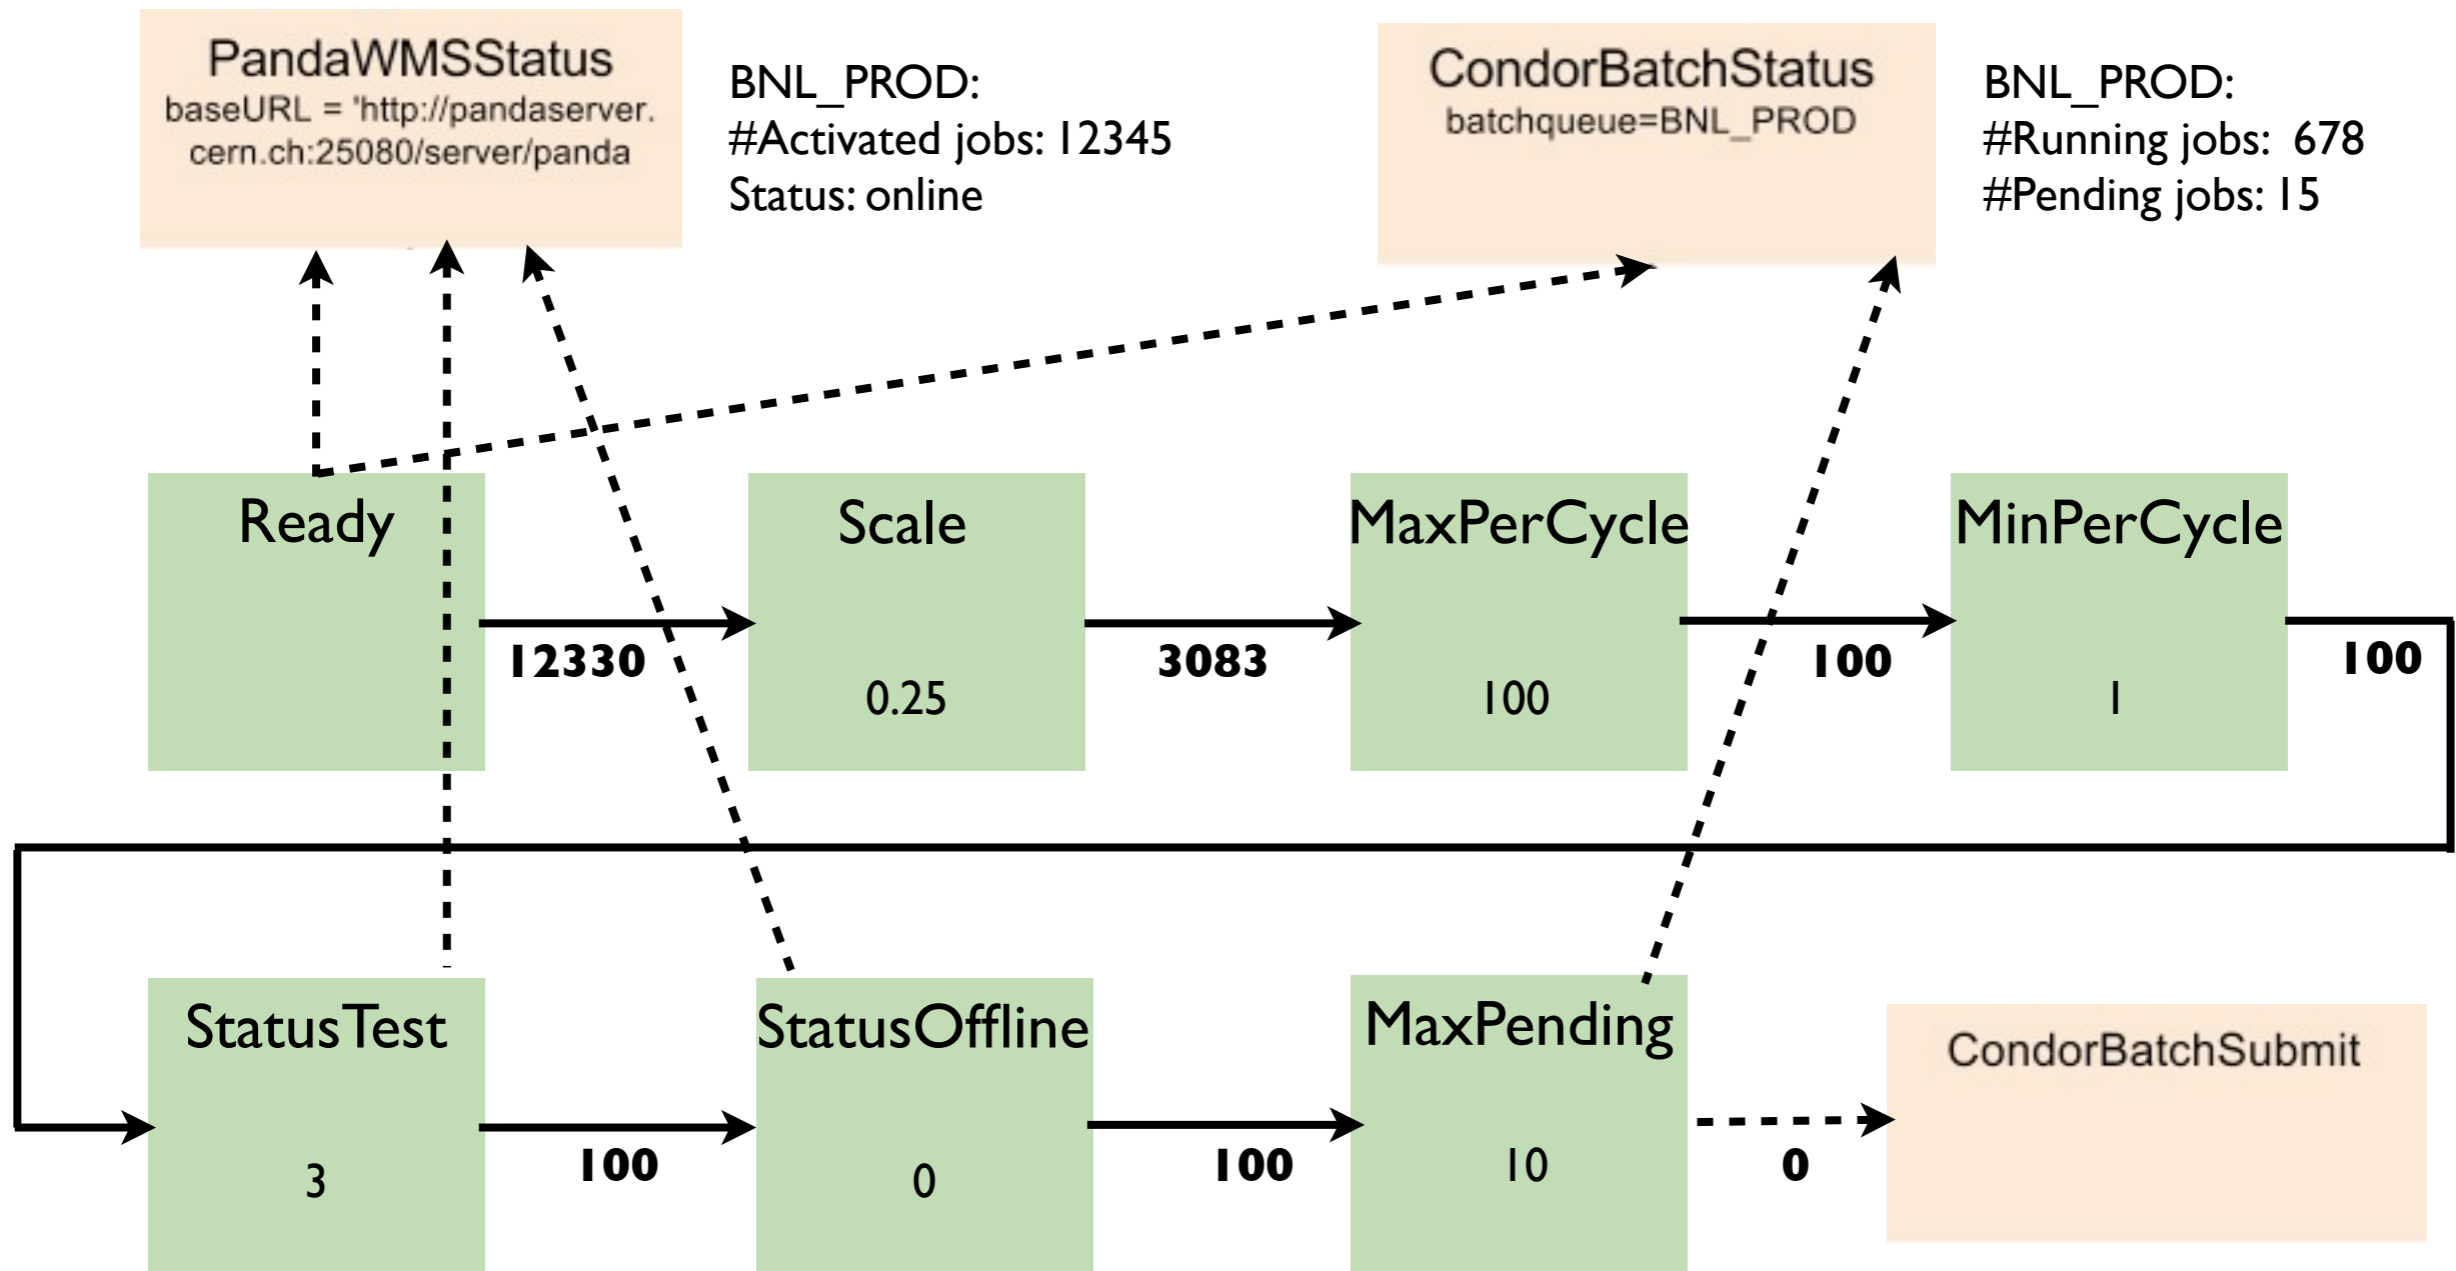 PandaWMSStatus
baseURL = 'http://pandaserver.
cern.ch:25080/server/panda
BNL_PROD:
#Activated jobs: 12345
Status: online
CondorBatchStatus
batchqueue=BNL_PROD
BNL_PROD:
#Running jobs:  678
#Pending jobs: 15
Ready
12330
Scale
0.25
3083
MaxPerCycle
100
100
MinPerCycle
1
100
StatusTest
3
100
StatusOffline
0
100
MaxPending
10
0
CondorBatchSubmit